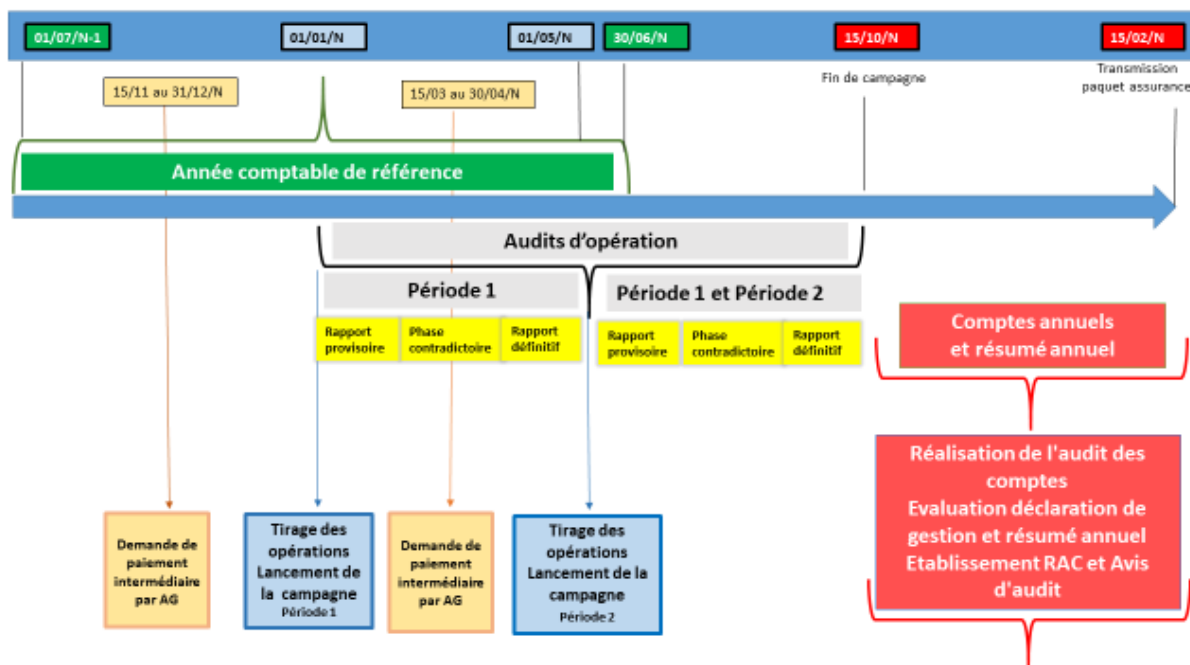 01/07/N-1
01/01/N
01/05/N
30/06/N
15/10/N
15/02/N
15/11 au 31/12/N
15/03 au 30/04/N
Fin de campagne
Transmission
paquet assurance
Année comptable de référence
Audits d'opération
Période 1
Période 1 et Période 2
Rapport
provisoire
Phase
contradictoire
Rapport
définitif
Rapport
provisoire
Phase
contradictoire
Rapport
définitif
Comptes annuels
et résumé annuel
Réalisation de l'audit des
comptes
Evaluation déclaration de
gestion et résumé annuel
Etablissement RAC et Avis
d'audit
Demande de
paiement
intermédiaire
par AG
Tirage des
opérations
Lancement de
la campagne
Période 1
Demande de
paiement
intermédiaire
par AG
Tirage des
opérations
Lancement de la
campagne
Période 2